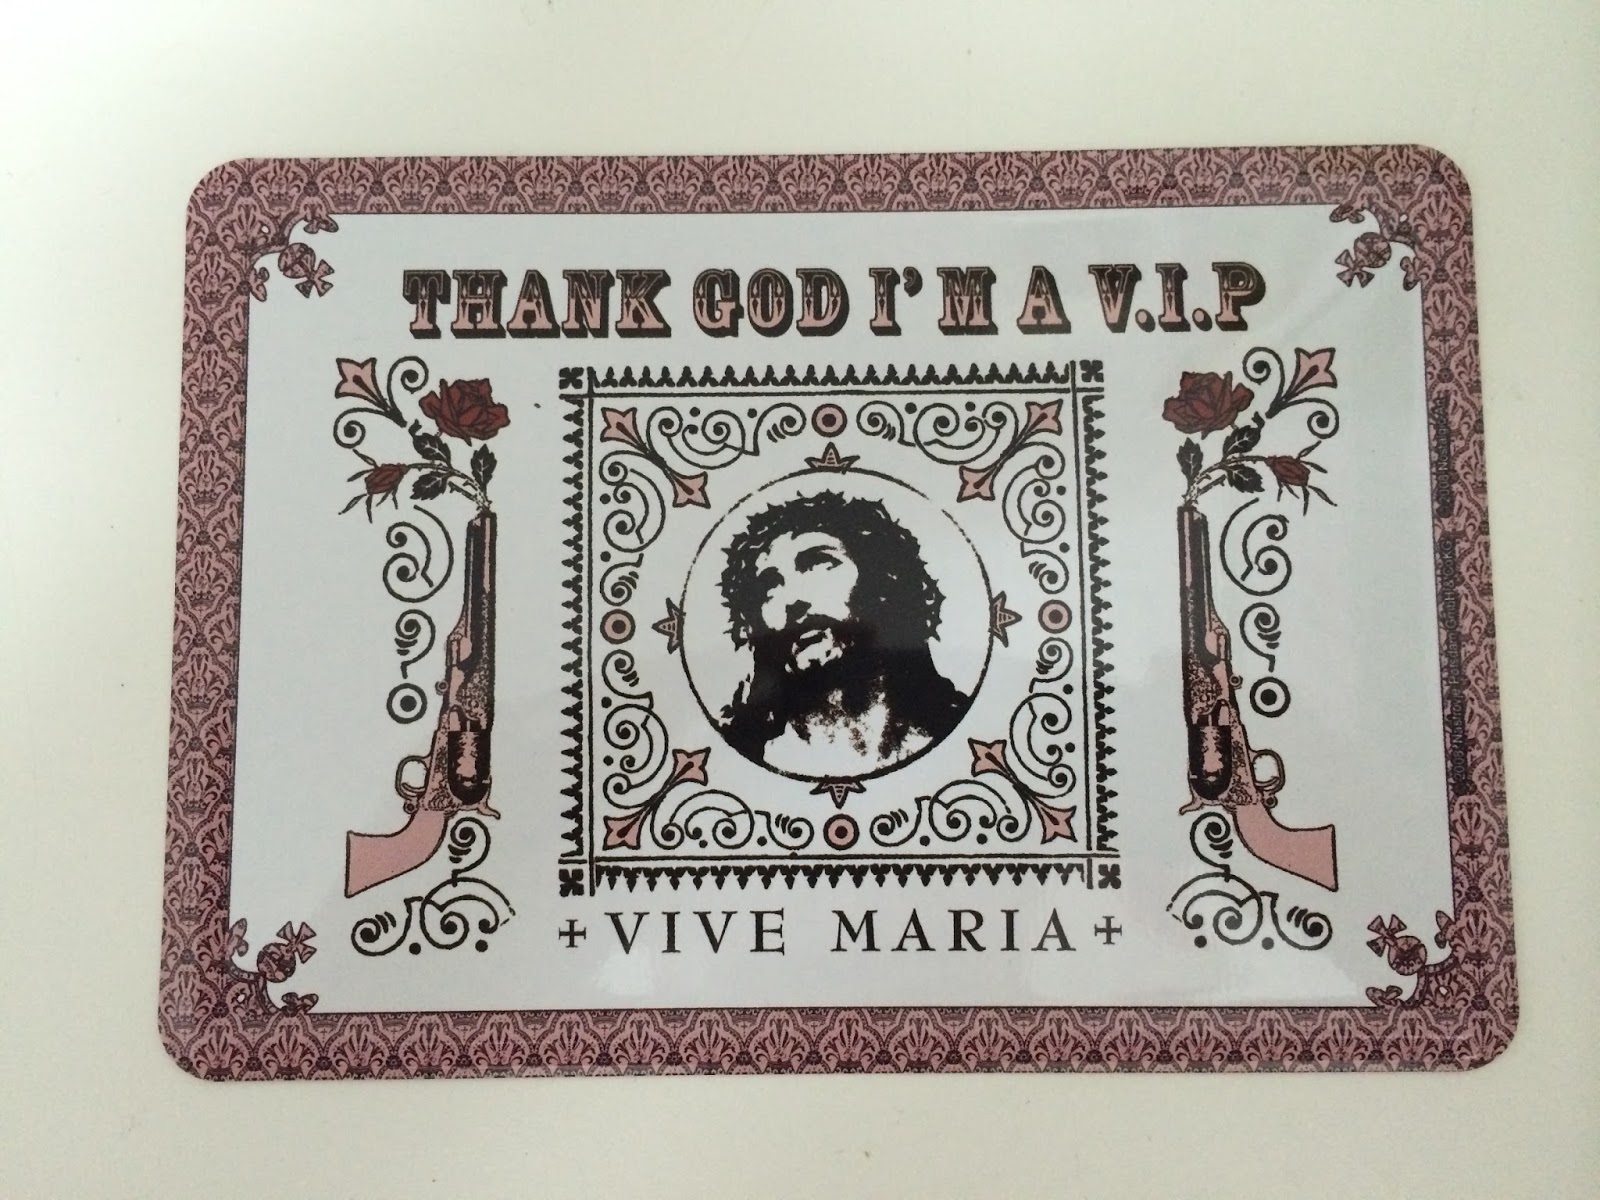 THANK GOD I'M A V.I.P
VIVE MARIA